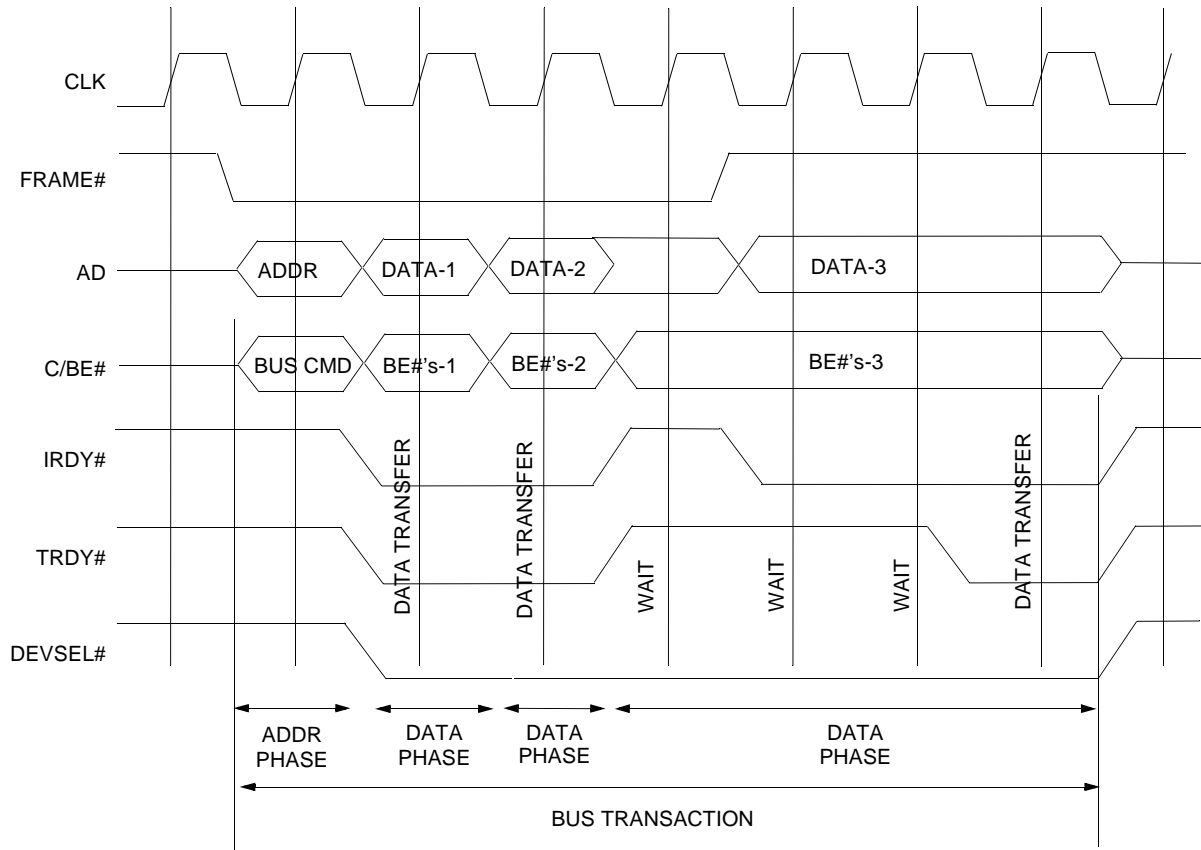 CLK
FRAME#
AD
ADDR
DATA-1
DATA-2
DATA-3
C/BE#
BUS CMD
BE#'s-1
BE#'s-2
BE#'s-3
IRDY#
TRDY#
DATA TRANSFER
DATA TRANSFER
WAIT
WAIT
WAIT
DATA TRANSFER
DEVSEL#
ADDR
PHASE
DATA
PHASE
DATA
PHASE
DATA
PHASE
BUS TRANSACTION